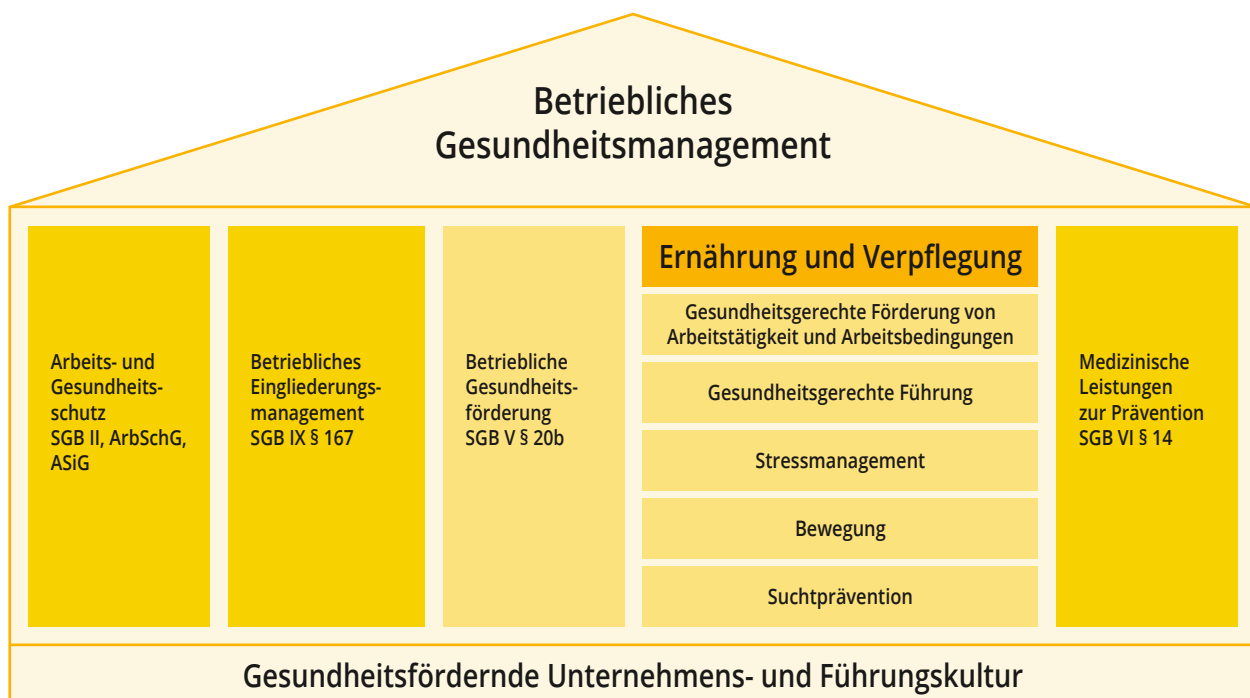 Betriebliches
Gesundheitsmanagement
Arbeits- und
Gesundheits-
schutz
SGB II, ArbSchG,
ASiG
Betriebliches
Eingliederungs-
management
SGB IX § 167
Betriebliche
Gesundheits-
förderung
SGB V § 20b
Ernährung und Verpflegung
Gesundheitsgerechte Förderung von
Arbeitstätigkeit und Arbeitsbedingungen
Gesundheitsgerechte Führung
Stressmanagement
Bewegung
Suchtprävention
Medizinische
Leistungen
zur Prävention
SGB VI § 14
Gesundheitsfördernde Unternehmens- und Führungskultur